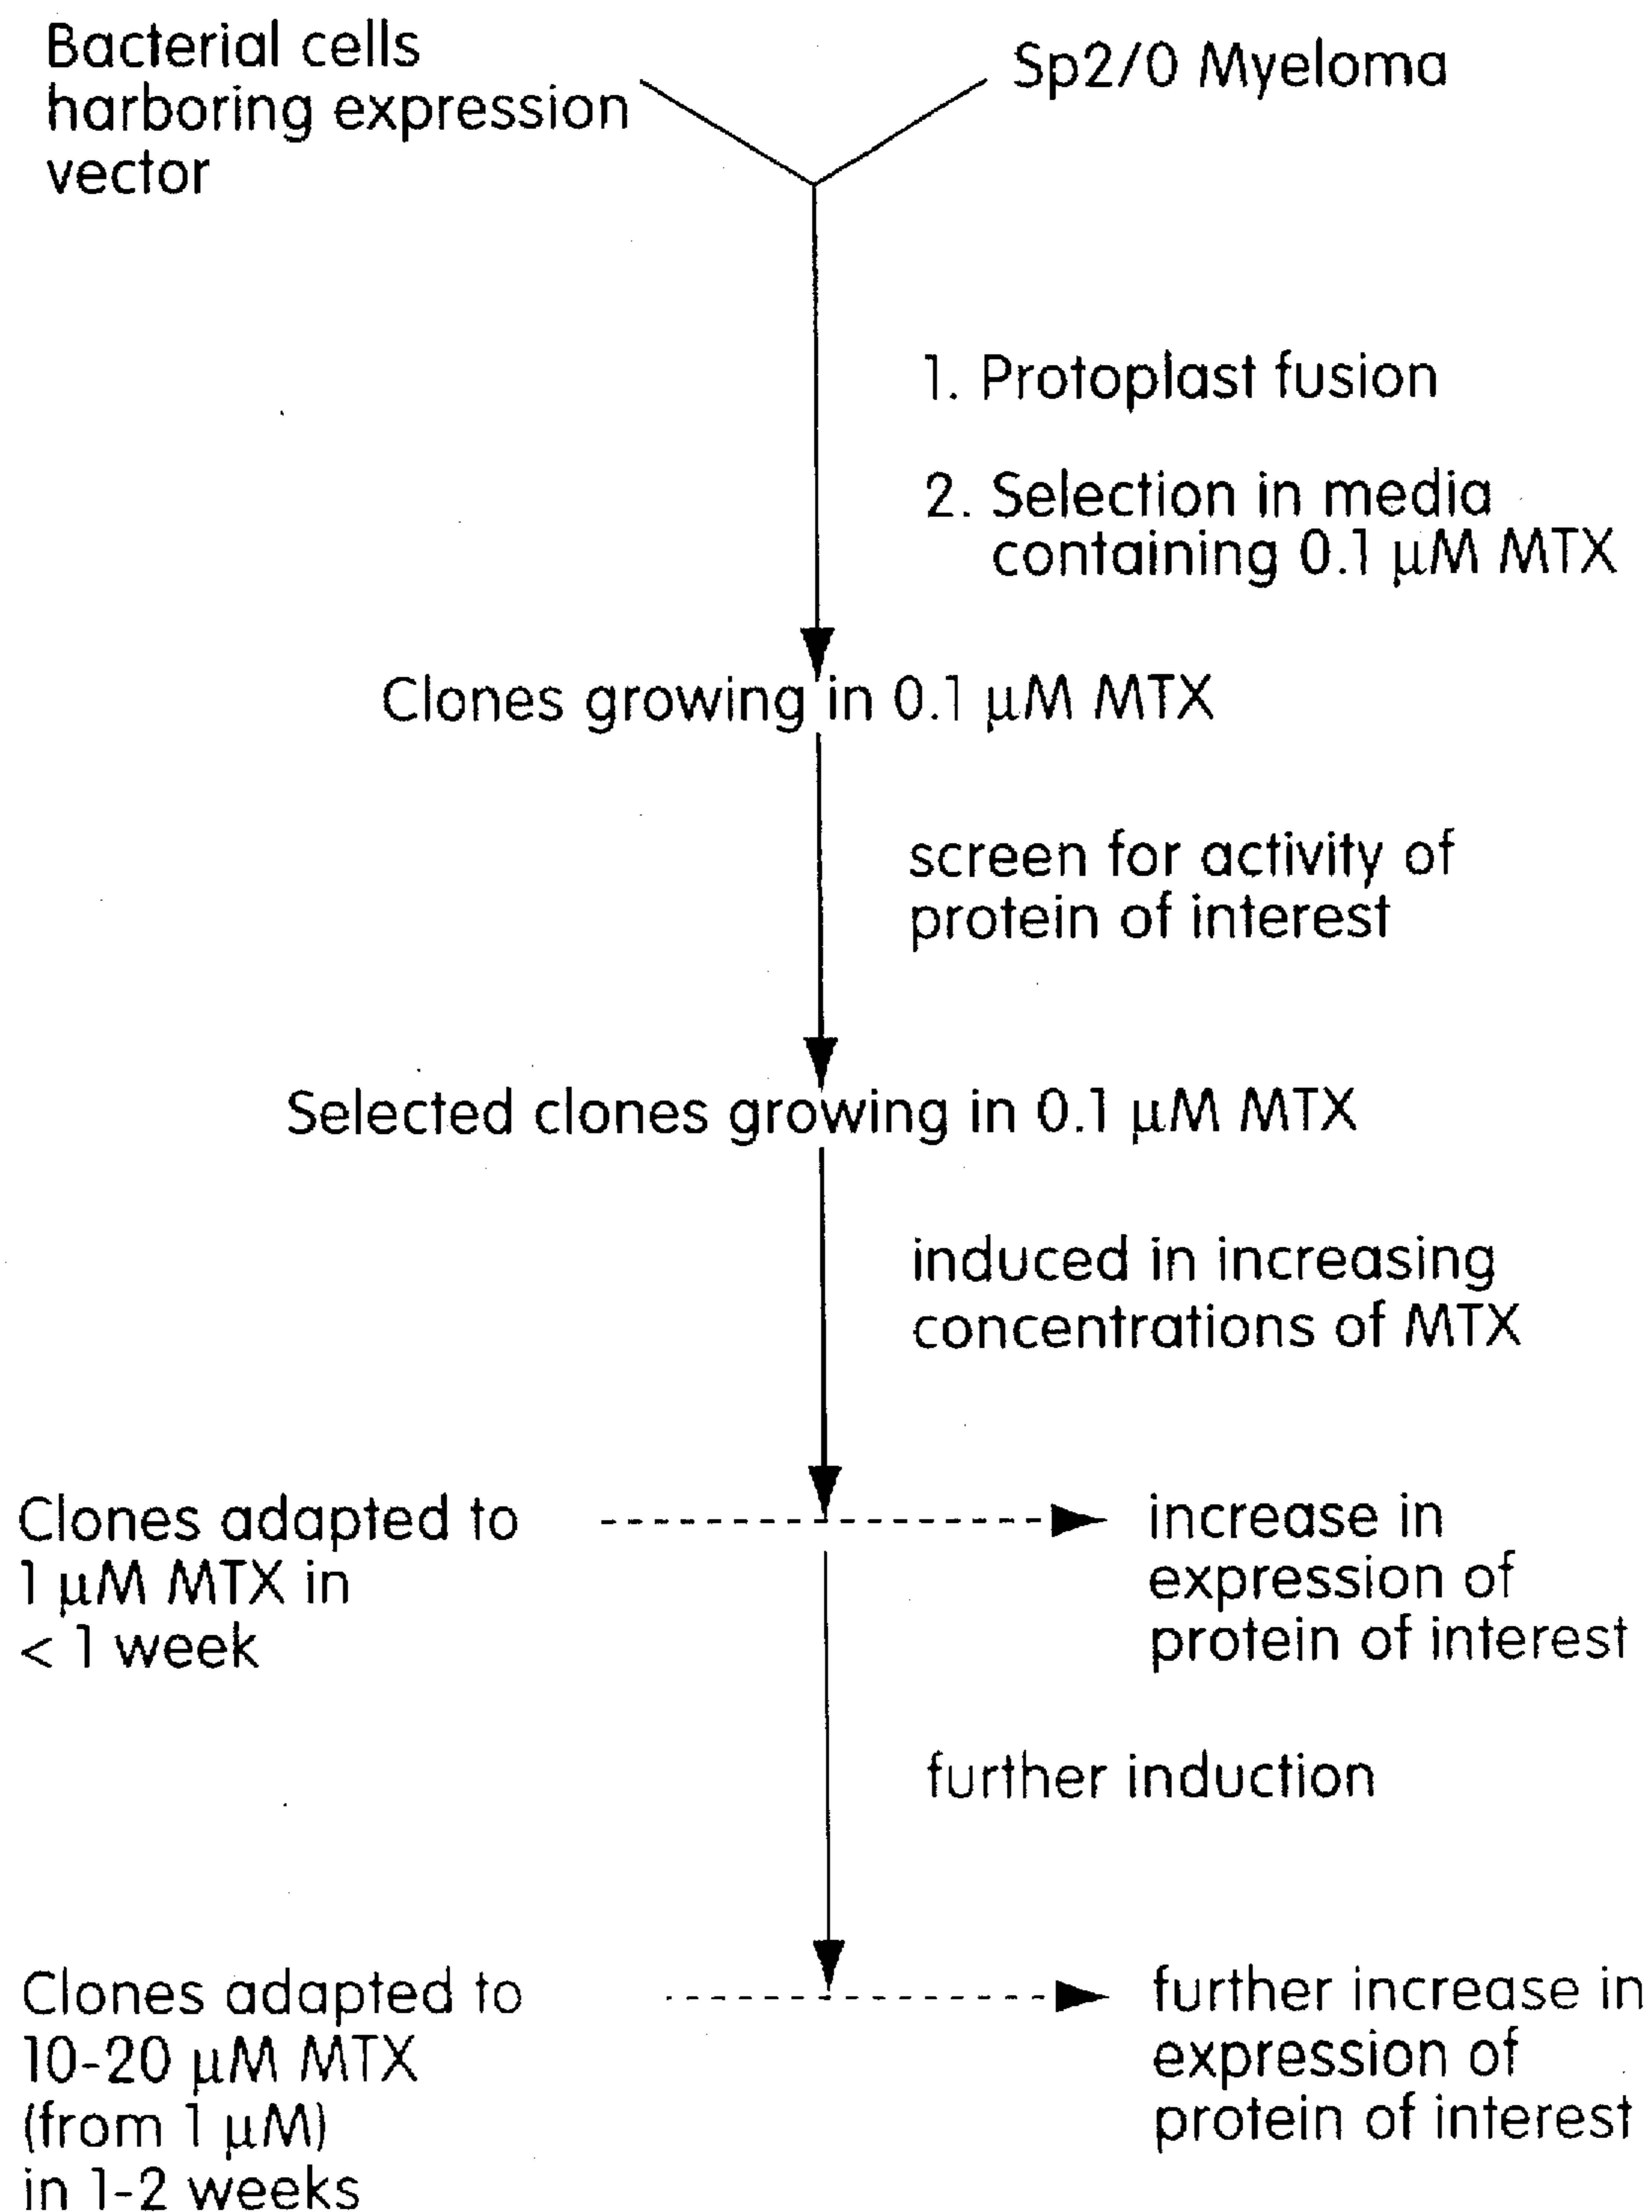 Bacterial cells
harboring expression
vector
Sp2/0 Myeloma
1. Protoplast fusion
2. Selection in media
containing 0.1 μM MTX
Clones growing in 0.1 μM MTX
screen for activity of
protein of interest
Selected clones growing in 0.1 μM MTX
induced in increasing
concentrations of MTX
Clones adapted to
1 μM MTX in
< 1 week
increase in
expression of
protein of interest
further induction
Clones adapted to
10-20 μM MTX
(from 1 μM)
in 1-2 weeks
further increase in
expression of
protein of interest